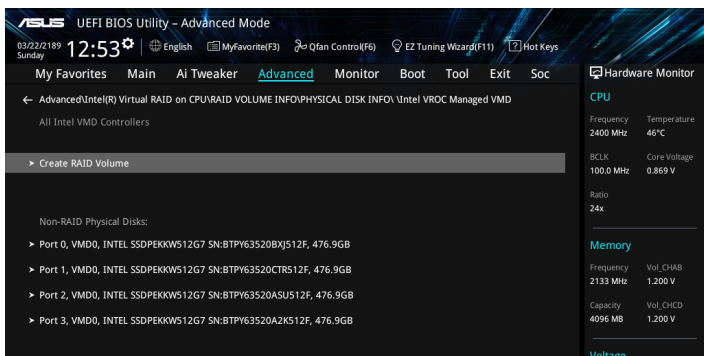 ASUS UEFI BIOS Utility – Advanced Mode
03/22/2189 Sunday 12:53 English MyFavorite(F3) Qfan Control(F6) EZ Tuning Wizard(F11) ? Hot Keys
My Favorites Main Ai Tweaker Advanced Monitor Boot Tool Exit Soc
Hardware Monitor
← Advanced\Intel(R) Virtual RAID on CPU\RAID VOLUME INFO\PHYSICAL DISK INFO\ \Intel VROC Managed VMD
All Intel VMD Controllers
> Create RAID Volume
Non-RAID Physical Disks:
> Port 0, VMD0, INTEL SSDPEKKW512G7 SN:BTPY63520BXJ512F, 476.9GB
> Port 1, VMD0, INTEL SSDPEKKW512G7 SN:BTPY63520CTR512F, 476.9GB
> Port 2, VMD0, INTEL SSDPEKKW512G7 SN:BTPY63520ASU512F, 476.9GB
> Port 3, VMD0, INTEL SSDPEKKW512G7 SN:BTPY63520A2K512F, 476.9GB
CPU
Frequency Temperature
2400 MHz 46°C
BCLK Core Voltage
100.0 MHz 0.869 V
Ratio
24x
Memory
Frequency Vol_CHAB
2133 MHz 1.200 V
Capacity Vol_CHCD
4096 MB 1.200 V
Voltage